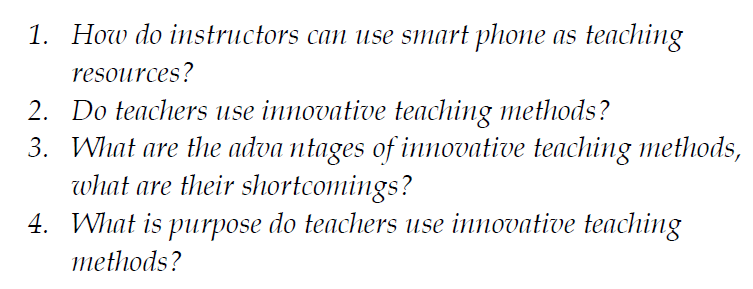 1. How do instructors can use smart phone as teaching
resources?
2. Do teachers use innovative teaching methods?
3. What are the adva ntages of innovative teaching methods,
what are their shortcomings?
4. What is purpose do teachers use innovative teaching
methods?